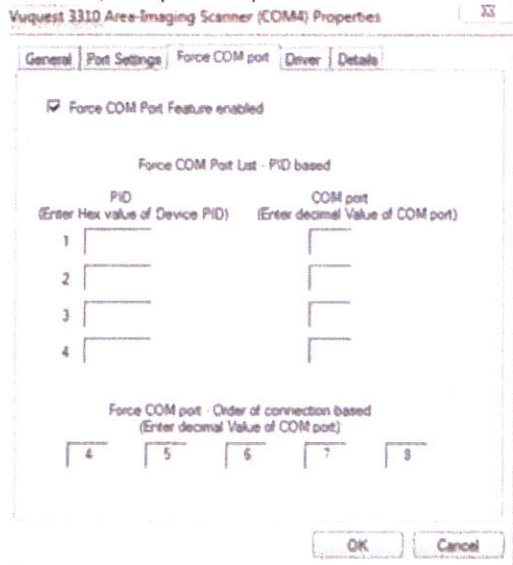 Vuquest 3310 Area-Imaging Scanner (COM4) Properties
General Port Settings Force COM port Driver Details
Force COM Port Feature enabled
Force COM Port List - PID based
PID COM port
(Enter Hex value of Device PID) (Enter decimal Value of COM port)
1
2
3
4
Force COM port - Order of connection based
(Enter decimal Value of COM port)
4 5 6 7 8
OK Cancel